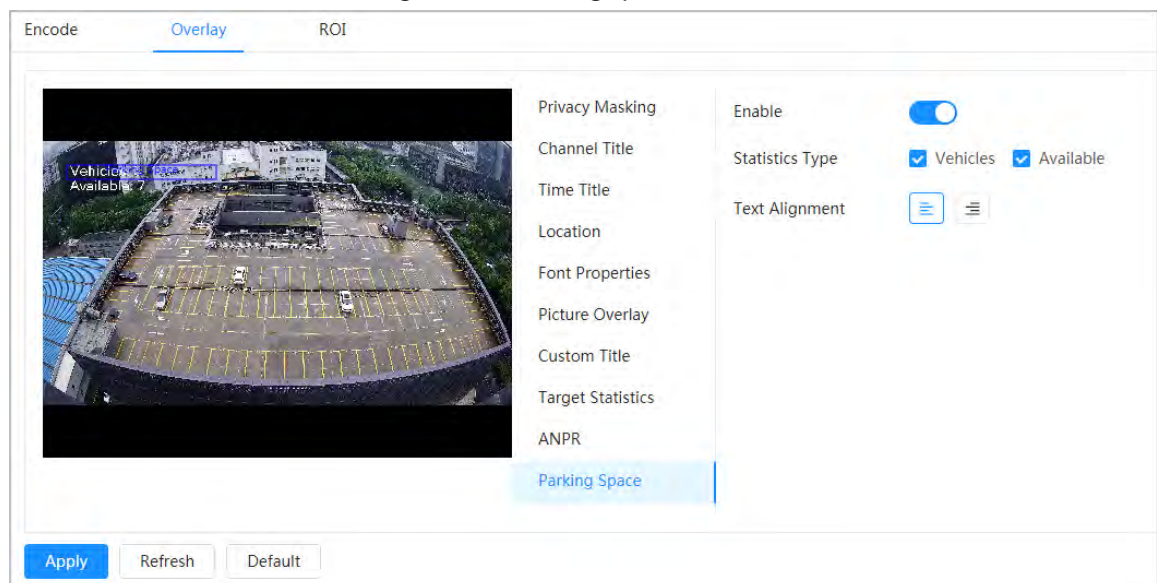 Encode Overlay ROI
Privacy Masking
Channel Title
Time Title
Location
Font Properties
Picture Overlay
Custom Title
Target Statistics
ANPR
Parking Space
Enable
Statistics Type Vehicles Available
Text Alignment
Space
Available: 7
Apply Refresh Default